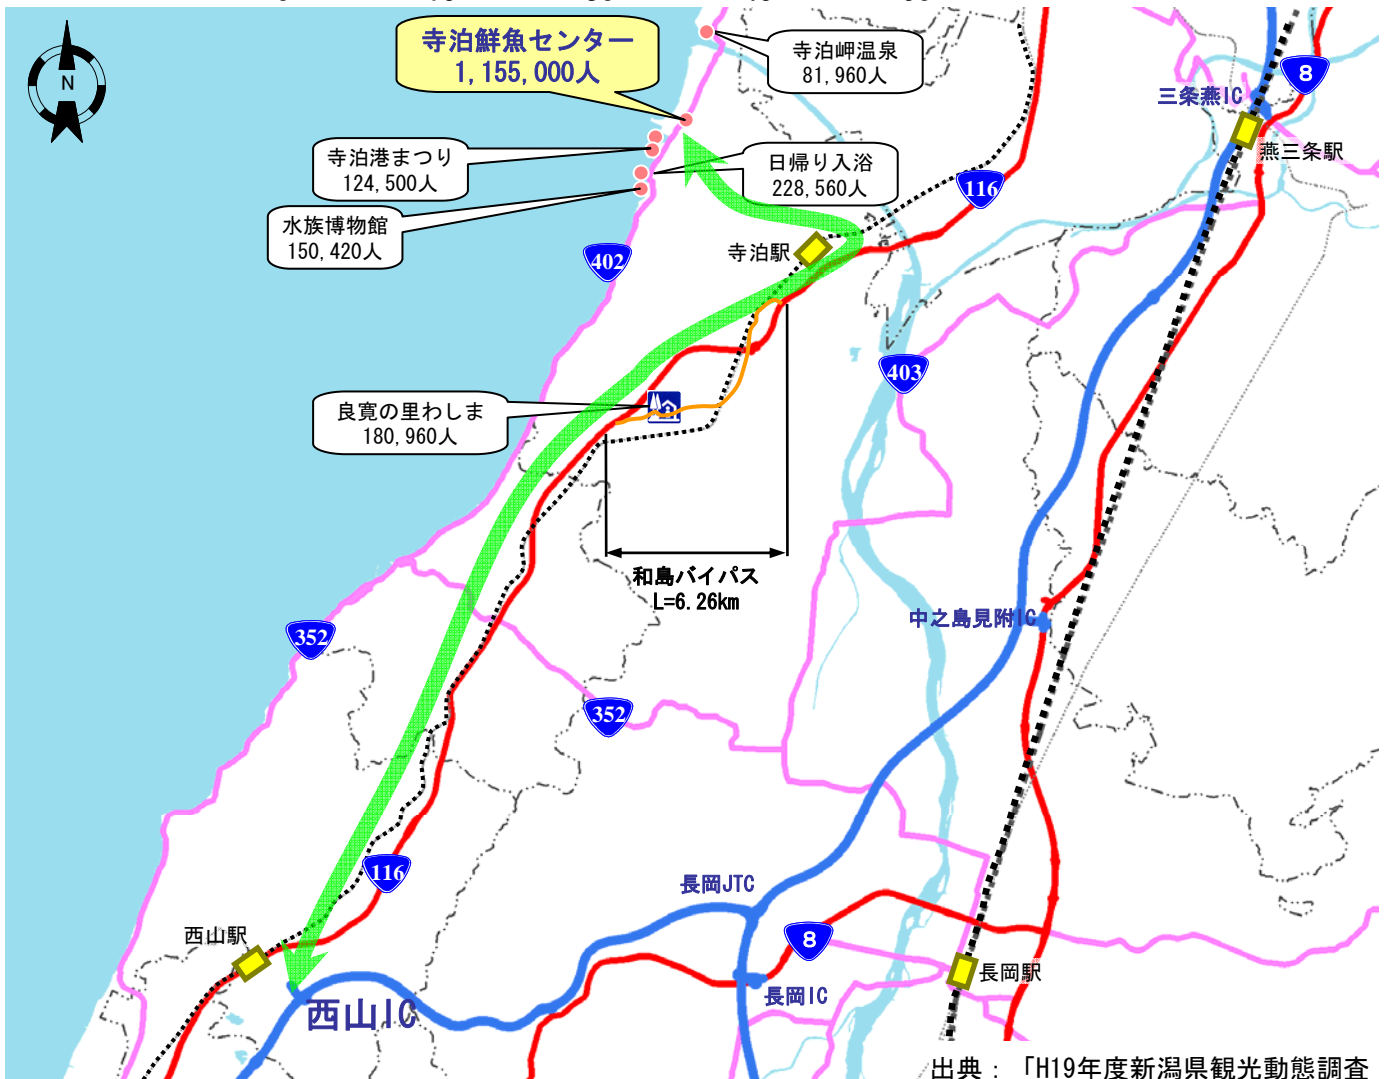 寺泊鮮魚センター
1,155,000人
寺泊岬温泉
81,960人
N
8
三条燕IC
燕三条駅
寺泊港まつり
124,500人
日帰り入浴
228,560人
116
水族博物館
150,420人
寺泊駅
402
403
良寛の里わしま
180,960人
和島バイパス
L=6.26km
中之島見附IC
352
352
116
長岡JTC
西山駅
8
長岡駅
長岡IC
西山IC
出典:「H19年度新潟県観光動態調査